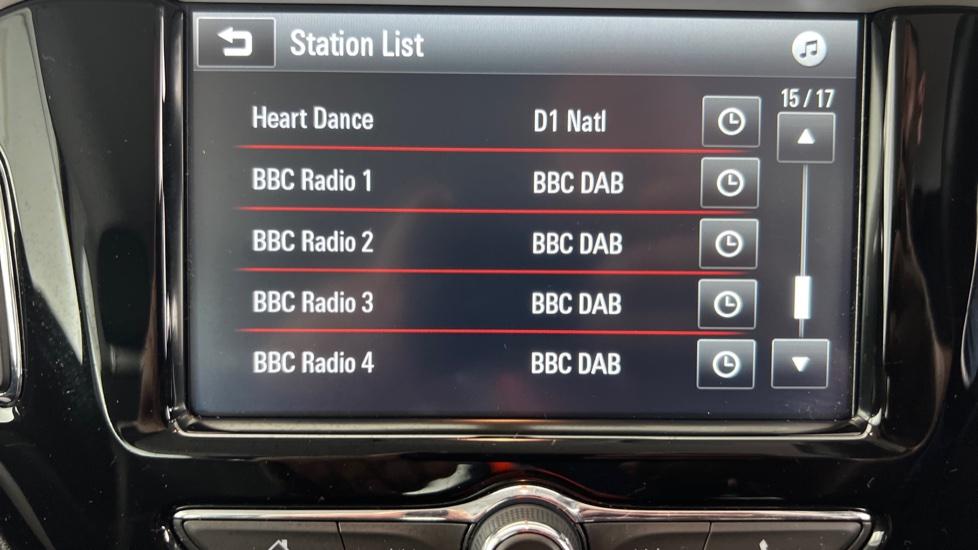 Station List
15 / 17
Heart Dance D1 Natl
BBC Radio 1 BBC DAB
BBC Radio 2 BBC DAB
BBC Radio 3 BBC DAB
BBC Radio 4 BBC DAB